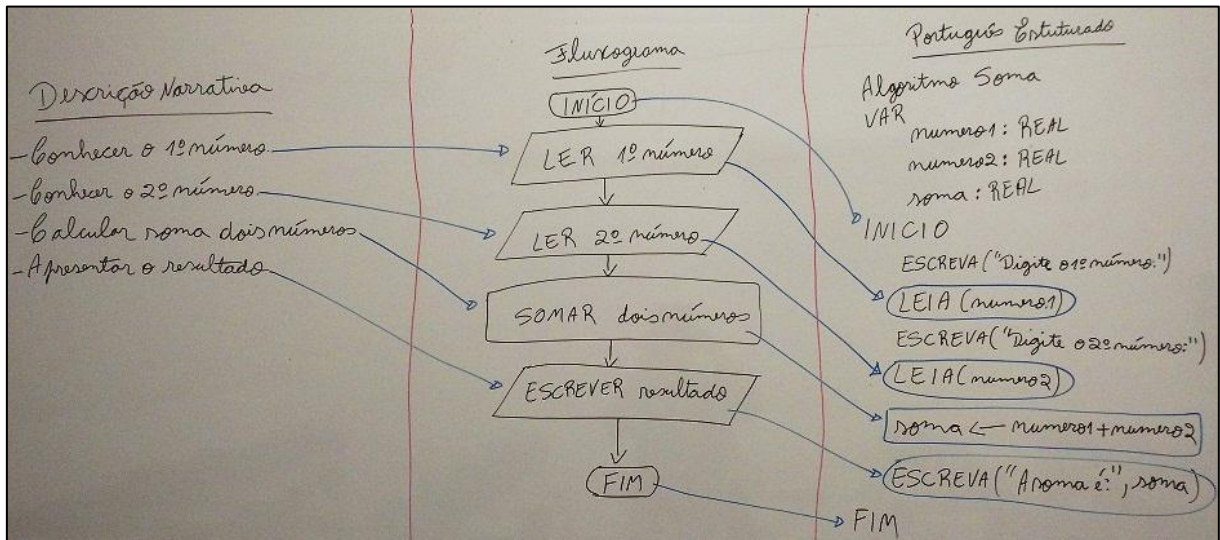 Descrição Narrativa
- Conhecer o 1º número
- Conhecer o 2º número
- Calcular soma dois números
- Apresentar o resultado
Fluxograma
INÍCIO
LER 1º número
LER 2º número
SOMAR dois números
ESCREVER resultado
FIM
Português Estuturado
Algoritmo Soma
VAR
numero1: REAL
numero2: REAL
soma: REAL
INICIO
ESCREVA("Digite o 1º número:")
LEIA(numero1)
ESCREVA("Digite o 2º número:")
LEIA(numero2)
soma ← numero1+numero2
ESCREVA("A soma é:", soma)
FIM